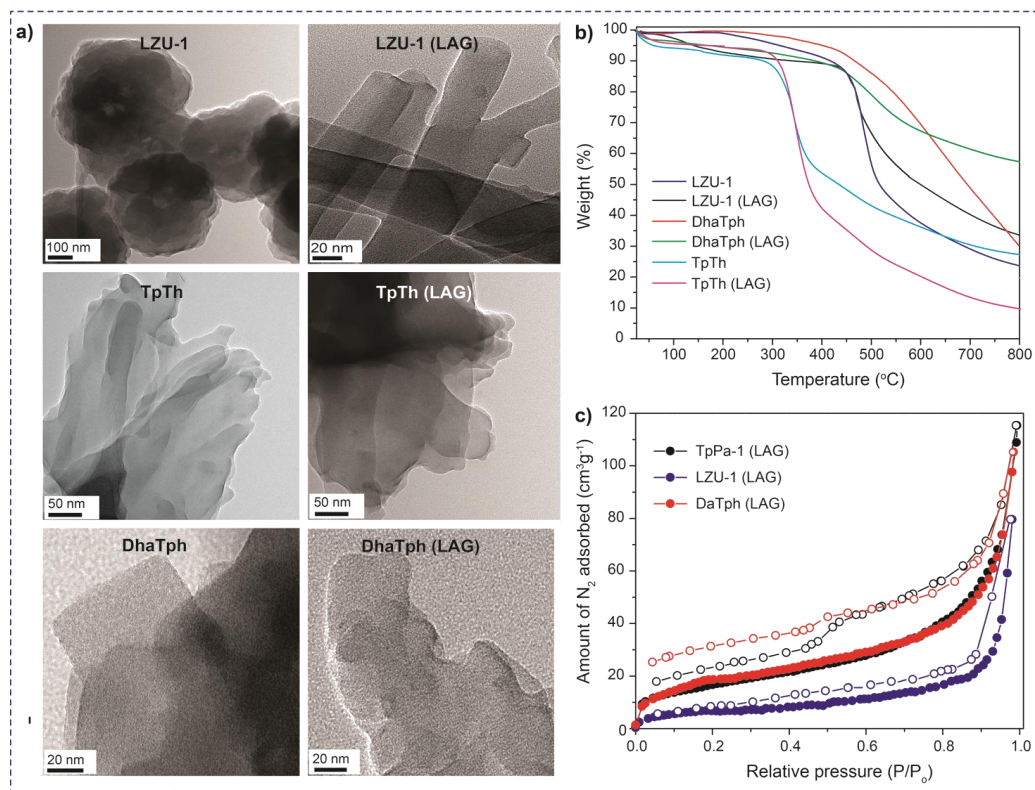 a)
LZU-1
100 nm
LZU-1 (LAG)
20 nm
TpTh
50 nm
TpTh (LAG)
50 nm
DhaTph
20 nm
DhaTph (LAG)
20 nm
b)
100
90
80
70
60
50
40
30
20
10
0
Weight (%)
LZU-1
LZU-1 (LAG)
DhaTph
DhaTph (LAG)
TpTh
TpTh (LAG)
100 200 300 400 500 600 700 800
Temperature (°C)
c)
120
100
80
60
40
20
0
Amount of N₂ adsorbed (cm³g⁻¹)
TpPa-1 (LAG)
LZU-1 (LAG)
DaTph (LAG)
0.0 0.2 0.4 0.6 0.8 1.0
Relative pressure (P/Pₒ)